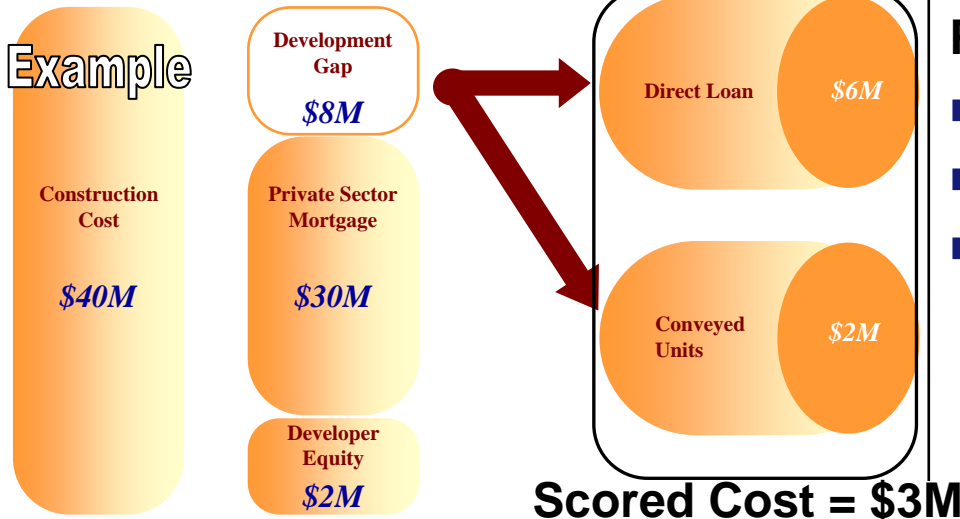 Example
Construction
Cost
$40M
Development
Gap
$8M
Private Sector
Mortgage
$30M
Developer
Equity
$2M
Direct Loan
$6M
Conveyed
Units
$2M
Scored Cost = $3M